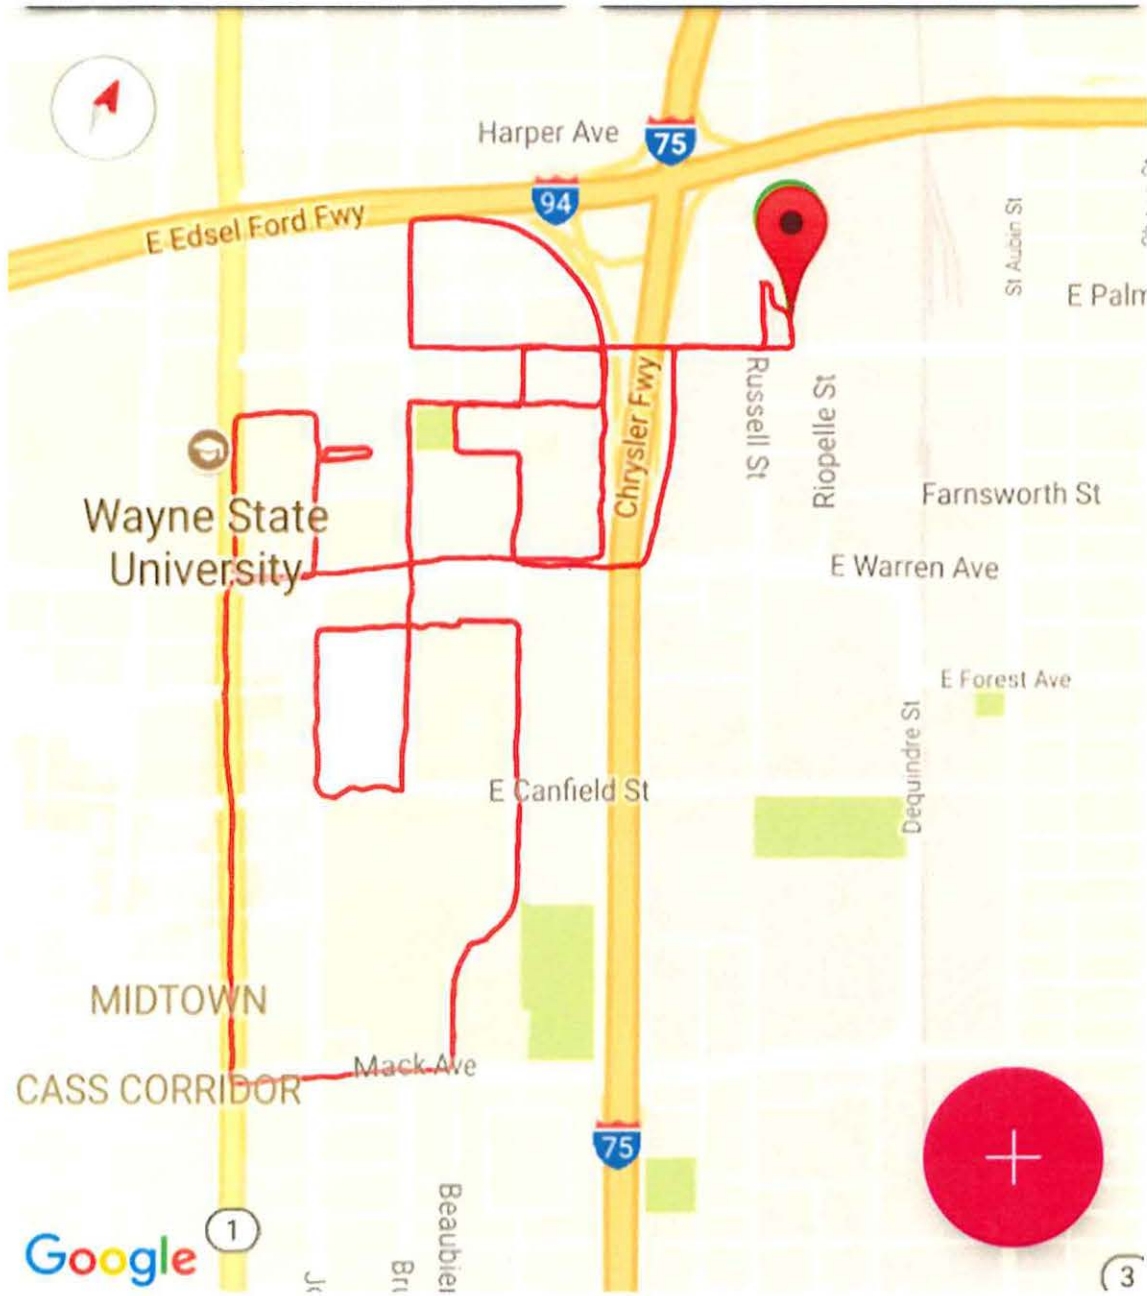 Harper Ave
75
94
E Edsel Ford Fwy
St Aubin St
E Palm
Russell St
Riopelle St
Chrysler Fwy
Wayne State
University
Farnsworth St
E Warren Ave
E Forest Ave
Dequindre St
E Canfield St
MIDTOWN
Mack Ave
CASS CORRIDOR
75
Beaubier
1
Google
Bru
3